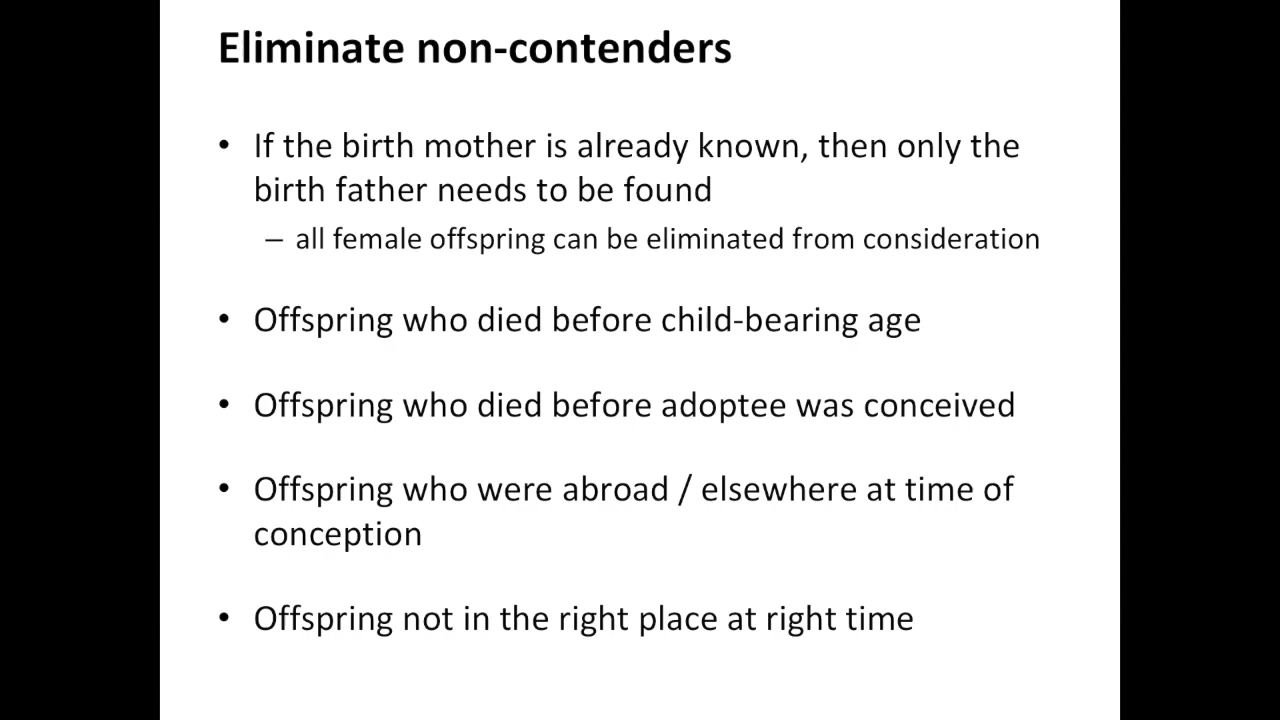 Eliminate non-contenders
• If the birth mother is already known, then only the
birth father needs to be found
– all female offspring can be eliminated from consideration
• Offspring who died before child-bearing age
• Offspring who died before adoptee was conceived
• Offspring who were abroad / elsewhere at time of
conception
• Offspring not in the right place at right time